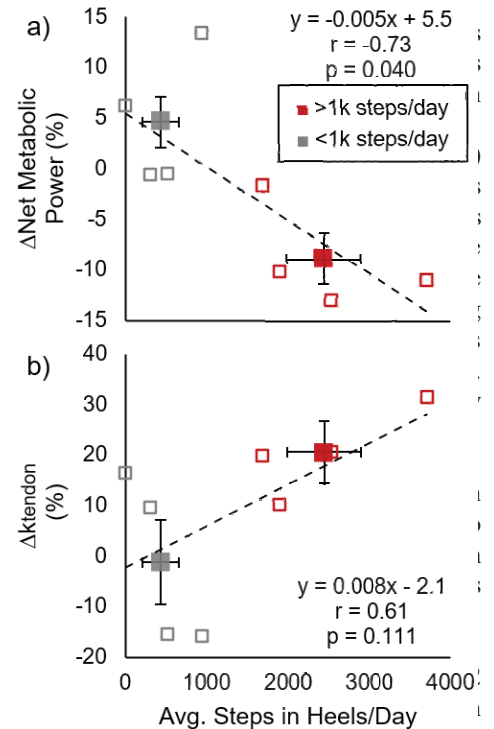 a)
y = -0.005x + 5.5
r = -0.73
p = 0.040
>1k steps/day
<1k steps/day
ΔNet Metabolic
Power (%)
15
10
5
0
-5
-10
-15
b)
Δktendon
(%)
40
30
20
10
0
-10
-20
y = 0.008x - 2.1
r = 0.61
p = 0.111
0 1000 2000 3000 4000
Avg. Steps in Heels/Day